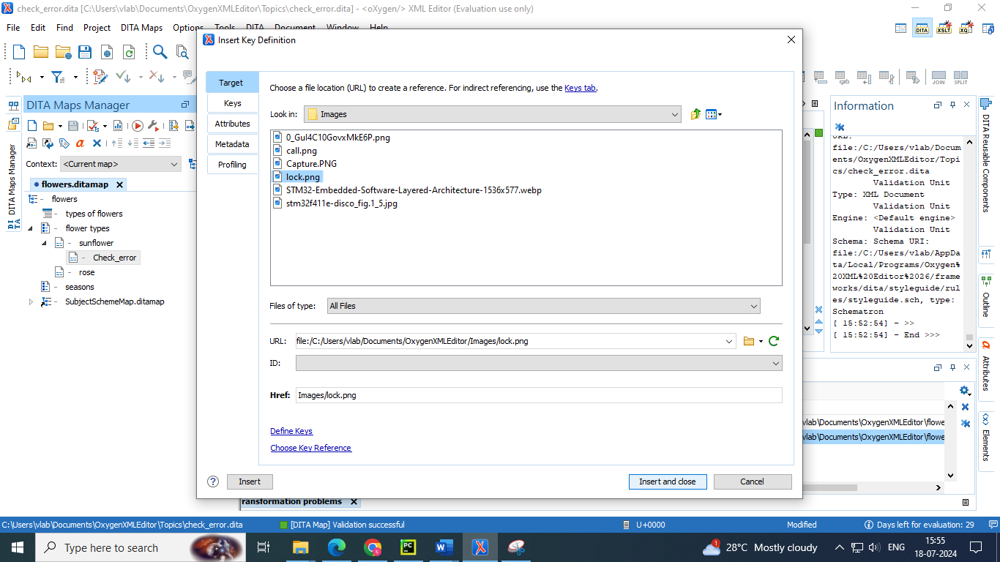 check_error.dita [C:\Users\vlab\Documents\OxygenXMLEditor\Topics\check_error.dita] - <oXygen/> XML Editor (Evaluation use only)
File Edit Find Project DITA Maps Options Tools DITA Document Window Help
DITA
XSLT
XQ
Insert Key Definition
Target
Keys
Attributes
Metadata
Profiling
Choose a file location (URL) to create a reference. For indirect referencing, use the Keys tab.
Look in: Images
0_Gul4C10GovxMkE6P.png
call.png
Capture.PNG
lock.png
STM32-Embedded-Software-Layered-Architecture-1536x577.webp
stm32f411e-disco_fig.1_5.jpg
Files of type: All Files
URL: file:/C:/Users/vlab/Documents/OxygenXMLEditor/Images/lock.png
ID:
Href: Images/lock.png
Define Keys
Choose Key Reference
Insert
Insert and close
Cancel
DITA Maps Manager
DITA Maps Manager
Context: <Current map>
flowers.ditamap
flowers
types of flowers
flower types
sunflower
Check_error
rose
seasons
SubjectSchemeMap.ditamap
JOIN
SPLIT
Information
file:/C:/Users/vlab/Docum
ents/OxygenXMLEditor/Topi
cs/check_error.dita
Validation Unit
Type: XML Document
Validation Unit
Engine: <Default engine>
Validation Unit
Schema: Schema URI:
file:/C:/Users/vlab/AppDa
ta/Local/Programs/Oxygen%
20XML%20Editor%2026/frame
works/dita/styleguide/rul
es/styleguide.sch, type:
Schematron
[ 15:52:54] - >>
[ 15:52:54] - End >>>
DITA Reusable Components
Outline
Attributes
Elements
vlab\Documents\OxygenXMLEditor\flowe
vlab\Documents\OxygenXMLEditor\flowe
ransformation problems
C:\Users\vlab\Documents\OxygenXMLEditor\Topics\check_error.dita
[DITA Map] Validation successful
U+0000
Modified
Days left for evaluation: 29
Type here to search
28°C Mostly cloudy
ENG
15:55
18-07-2024